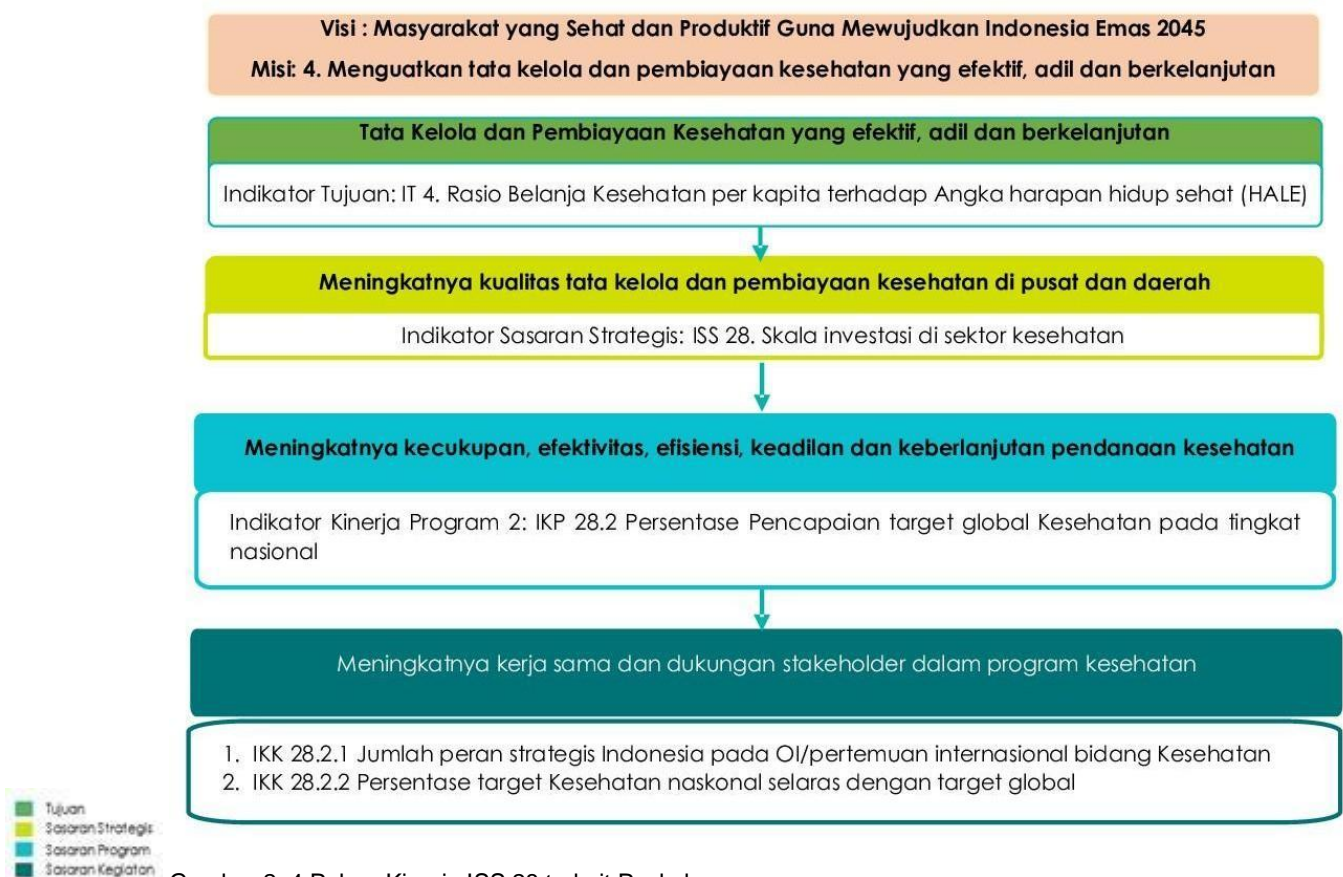 Visi : Masyarakat yang Sehat dan Produktif Guna Mewujudkan Indonesia Emas 2045
Misi: 4. Menguatkan tata kelola dan pembiayaan kesehatan yang efektif, adil dan berkelanjutan
Tata Kelola dan Pembiayaan Kesehatan yang efektif, adil dan berkelanjutan
Indikator Tujuan: IT 4. Rasio Belanja Kesehatan per kapita terhadap Angka harapan hidup sehat (HALE)
Meningkatnya kualitas tata kelola dan pembiayaan kesehatan di pusat dan daerah
Indikator Sasaran Strategis: ISS 28. Skala investasi di sektor kesehatan
Meningkatnya kecukupan, efektivitas, efisiensi, keadilan dan keberlanjutan pendanaan kesehatan
Indikator Kinerja Program 2: IKP 28.2 Persentase Pencapaian target global Kesehatan pada tingkat
nasional
Meningkatnya kerja sama dan dukungan stakeholder dalam program kesehatan
1. IKK 28.2.1 Jumlah peran strategis Indonesia pada OI/pertemuan internasional bidang Kesehatan
2. IKK 28.2.2 Persentase target Kesehatan naskonal selaras dengan target global
Tujuan
Sasaran Strategis
Sasaran Program
Sasaran Kegiatan